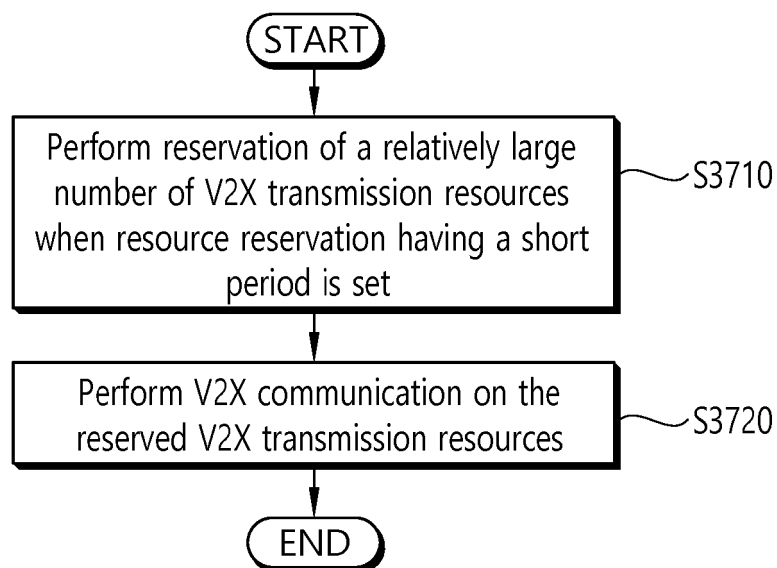 START
Perform reservation of a relatively large
number of V2X transmission resources
when resource reservation having a short
period is set
S3710
Perform V2X communication on the
reserved V2X transmission resources
S3720
END